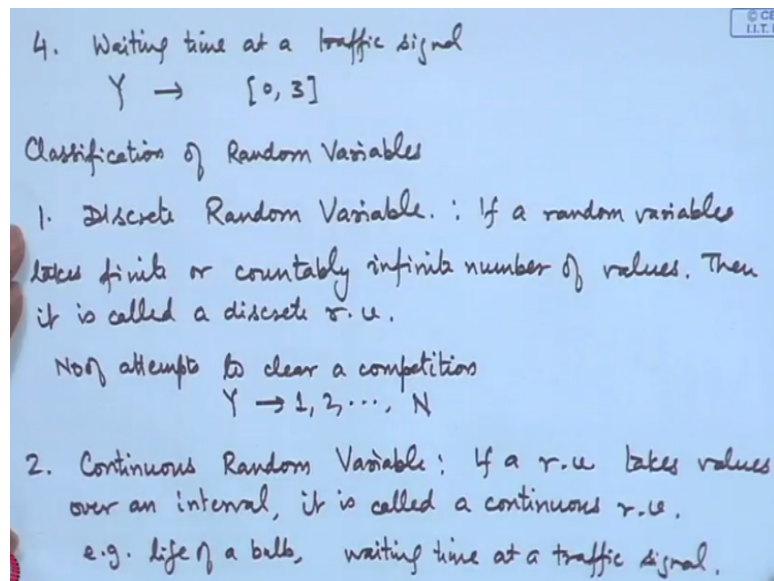 © CE
I.I.T.
4. Waiting time at a traffic signal
Y → [0, 3]
Classification of Random Variables
1. Discrete Random Variable. : If a random variables
takes finite or countably infinite number of values. Then
it is called a discrete r.v.
No of attempts to clear a competition
Y → 1, 2, ..., N
2. Continuous Random Variable : If a r.v takes values
over an interval, it is called a continuous r.v.
e.g. life of a bulb, waiting time at a traffic signal.